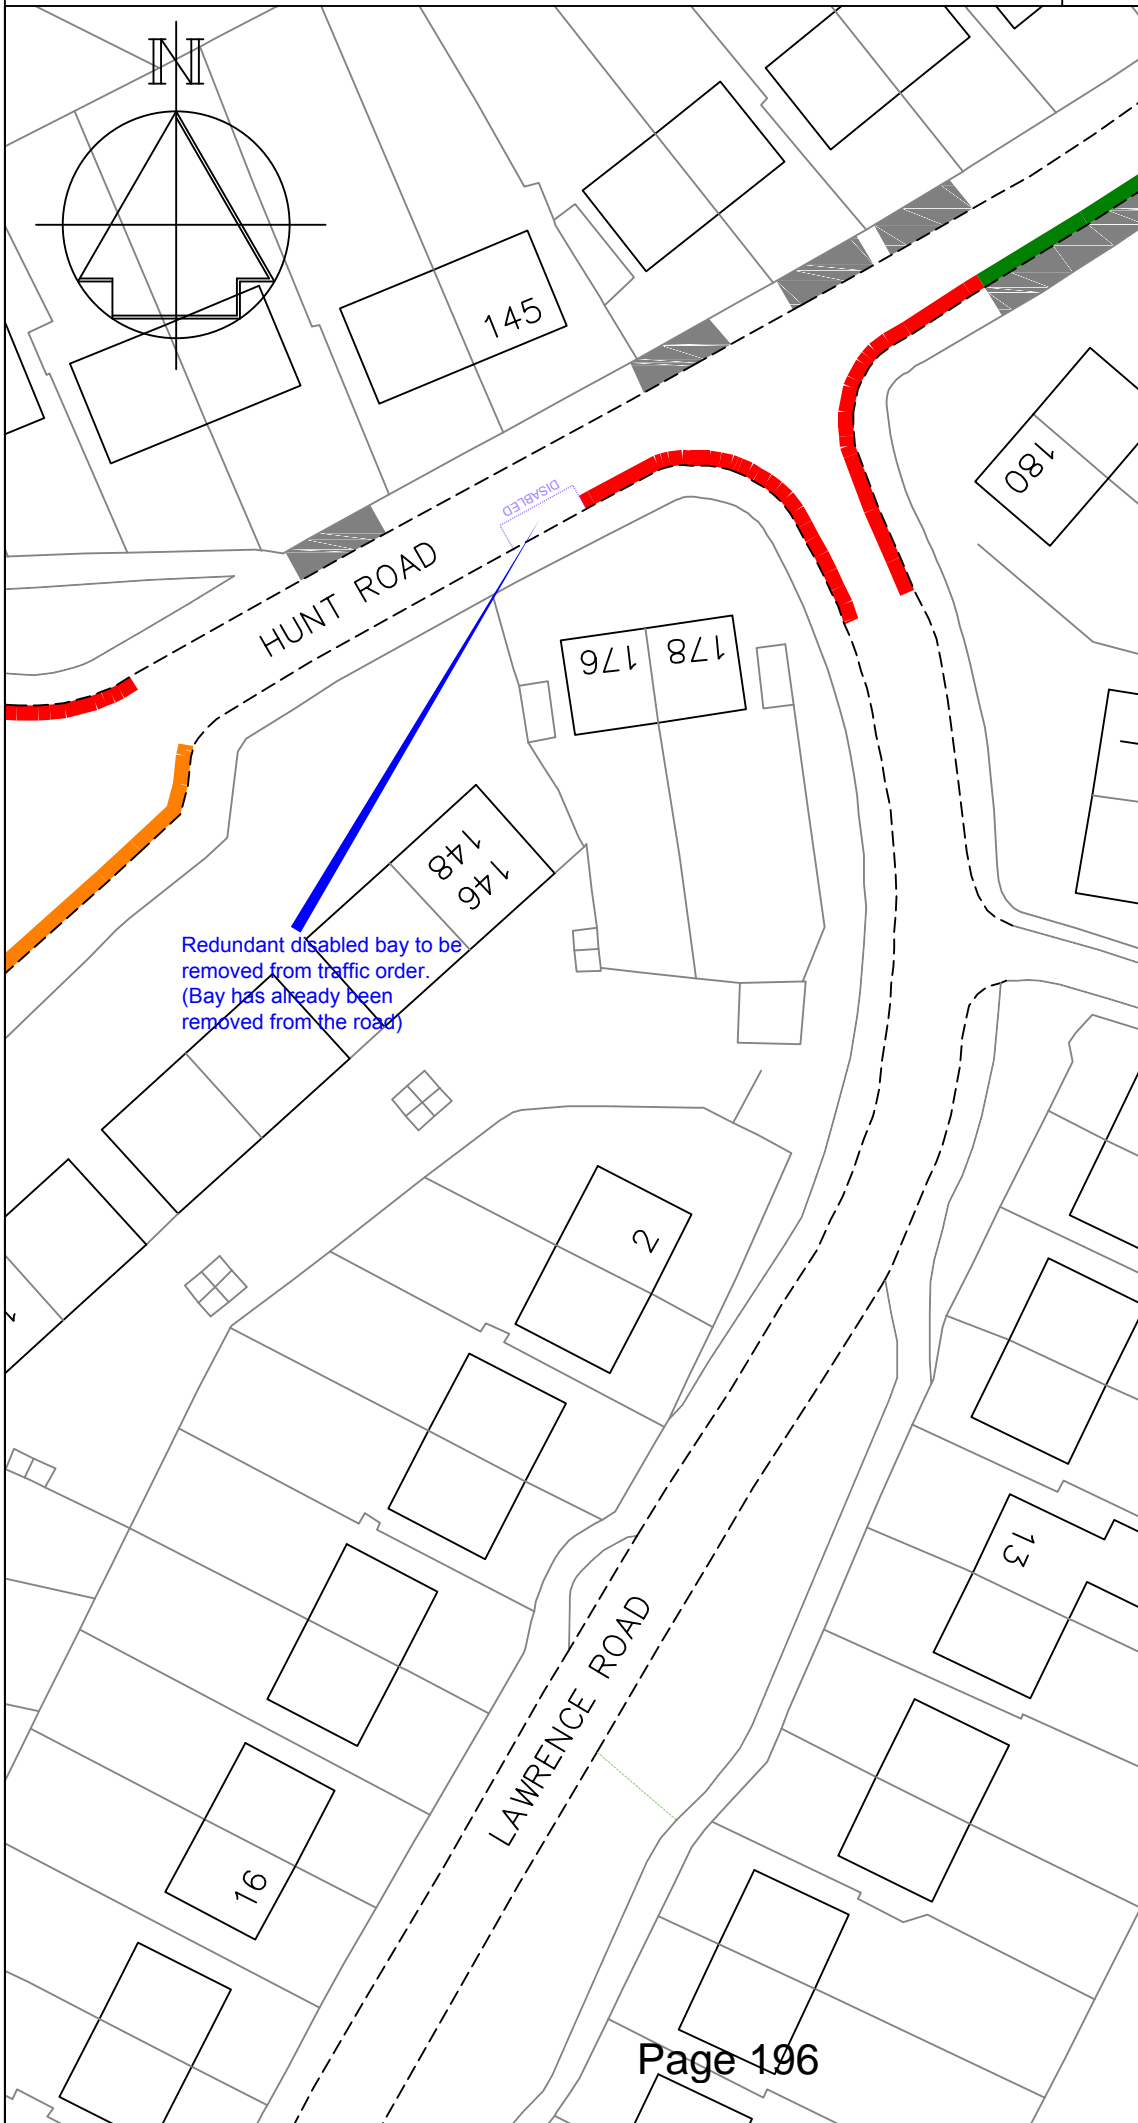 N
145
180
DISABLED
HUNT ROAD
176
178
148
146
Redundant disabled bay to be
removed from traffic order.
(Bay has already been
removed from the road)
2
13
LAWRENCE ROAD
16
Page 196